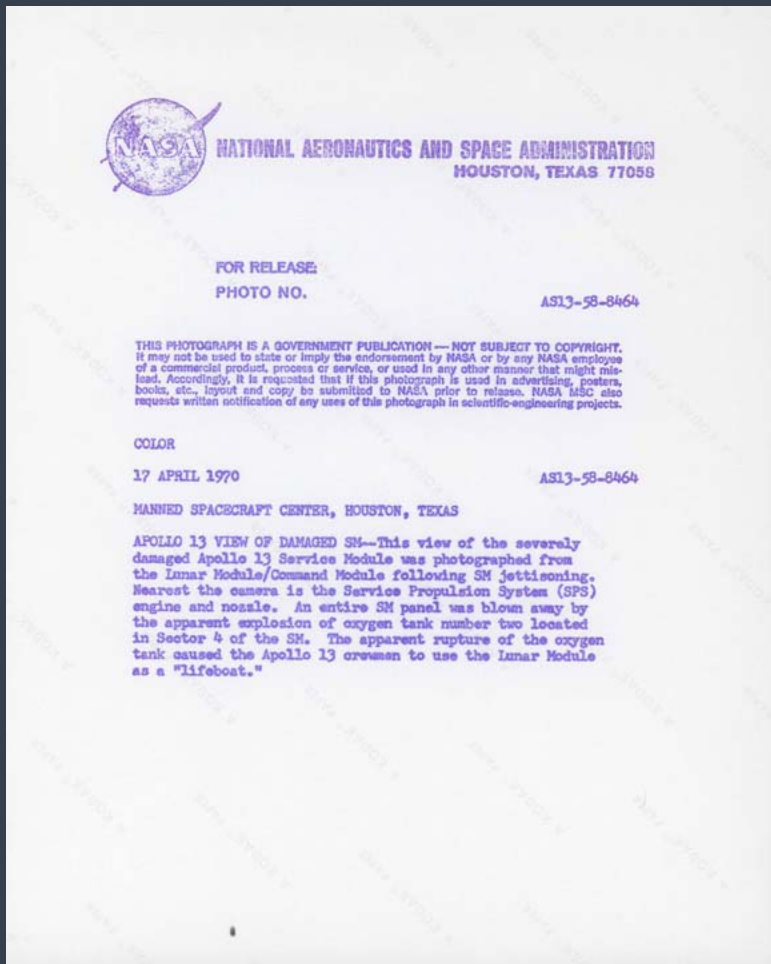 NASA
NATIONAL AERONAUTICS AND SPACE ADMINISTRATION
HOUSTON, TEXAS 77058
FOR RELEASE:
PHOTO NO.
AS13-58-8464
THIS PHOTOGRAPH IS A GOVERNMENT PUBLICATION — NOT SUBJECT TO COPYRIGHT.
It may not be used to state or imply the endorsement by NASA or by any NASA employee
of a commercial product, process or service, or used in any other manner that might mis-
lead. Accordingly, it is requested that if this photograph is used in advertising, posters,
books, etc., layout and copy be submitted to NASA prior to release. NASA MSC also
requests written notification of any uses of this photograph in scientific-engineering projects.
COLOR
17 APRIL 1970
AS13-58-8464
MANNED SPACECRAFT CENTER, HOUSTON, TEXAS
APOLLO 13 VIEW OF DAMAGED SM--This view of the severely
damaged Apollo 13 Service Module was photographed from
the Lunar Module/Command Module following SM jettisoning.
Nearest the camera is the Service Propulsion System (SPS)
engine and nozzle. An entire SM panel was blown away by
the apparent explosion of oxygen tank number two located
in Sector 4 of the SM. The apparent rupture of the oxygen
tank caused the Apollo 13 crewmen to use the Lunar Module
as a "lifeboat."